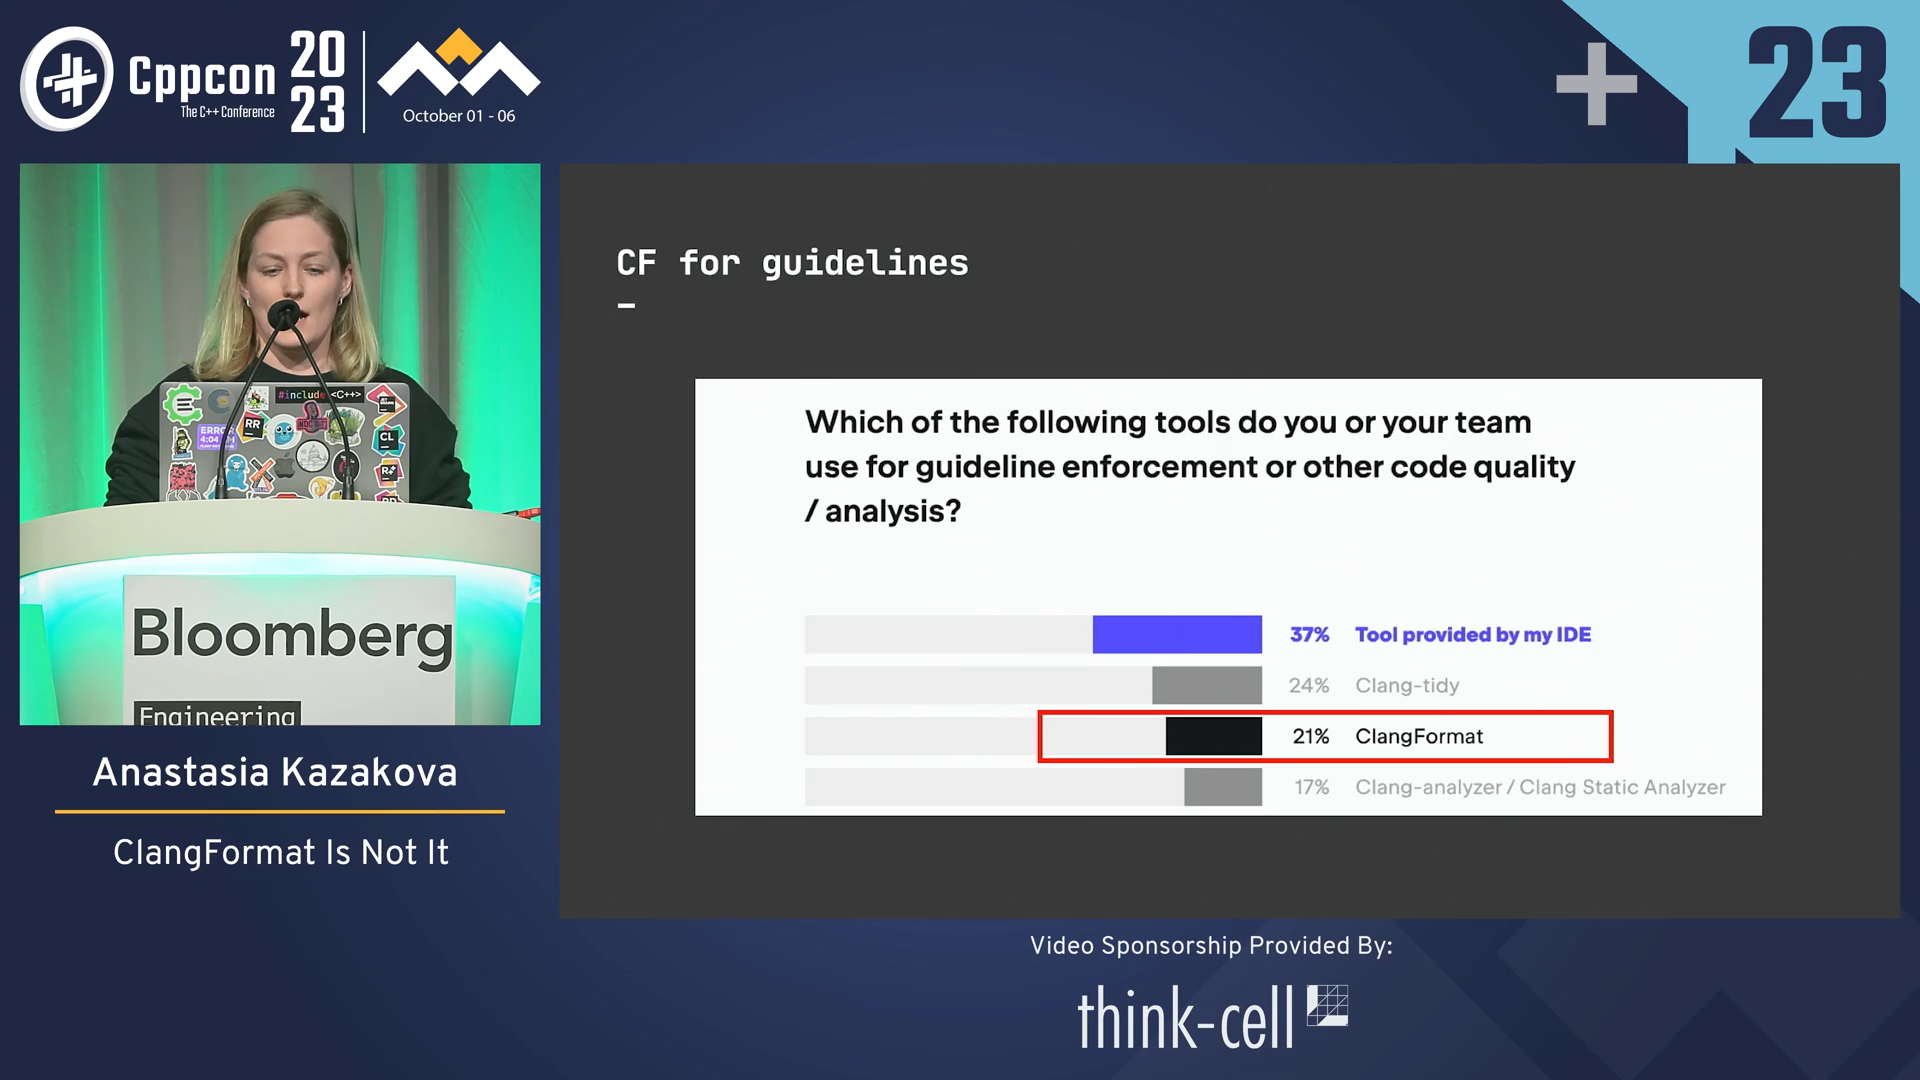 Cppcon
The C++ Conference
20
23
October 01 - 06
23
#include <C++>
ERROR
4:04
RR
CL
R+
Bloomberg
Engineering
Anastasia Kazakova
ClangFormat Is Not It
CF for guidelines
Which of the following tools do you or your team
use for guideline enforcement or other code quality
/ analysis?
37% Tool provided by my IDE
24% Clang-tidy
21% ClangFormat
17% Clang-analyzer / Clang Static Analyzer
Video Sponsorship Provided By:
think-cell